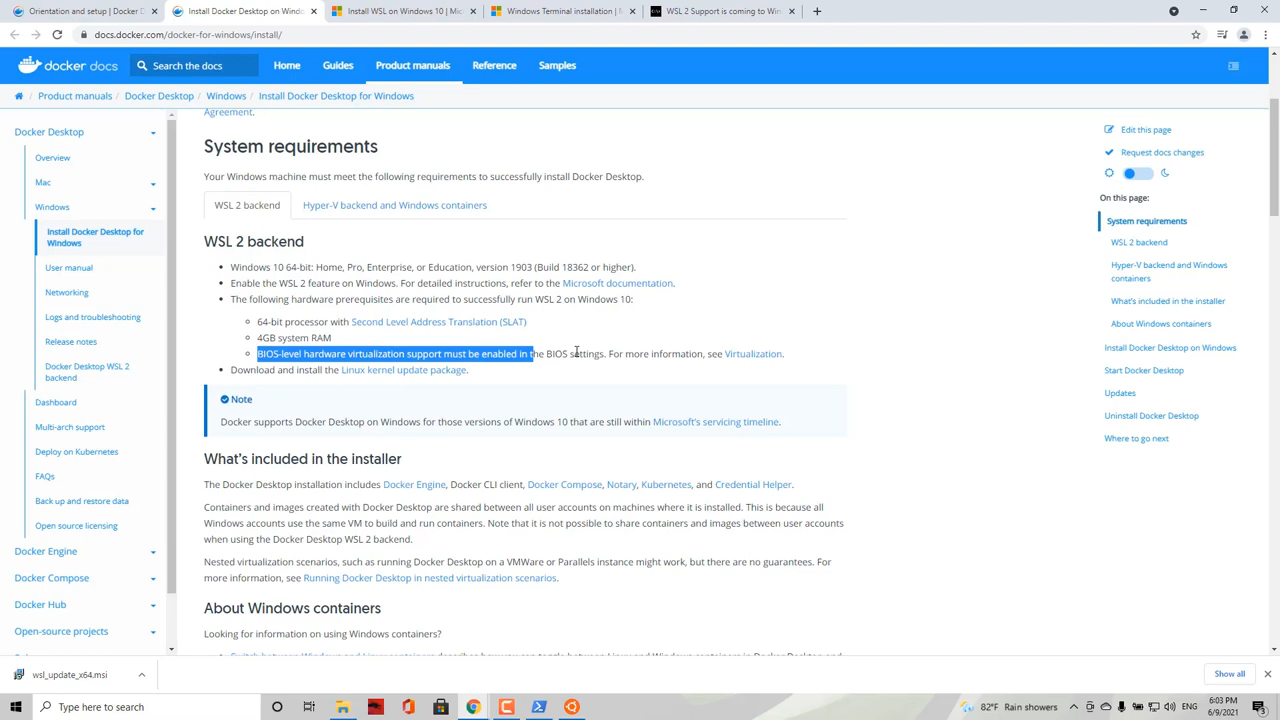 Orientation and setup | Docker D
Install Docker Desktop on Windo
Install WSL on Windows 10 | Mic
Windows Terminal installation | M
WSL 2 Support is coming to Wind
docs.docker.com/docker-for-windows/install/
docker docs
Search the docs
Home
Guides
Product manuals
Reference
Samples
/ Product manuals / Docker Desktop / Windows / Install Docker Desktop for Windows
Docker Desktop
Overview
Mac
Windows
Install Docker Desktop for
Windows
User manual
Networking
Logs and troubleshooting
Release notes
Docker Desktop WSL 2
backend
Dashboard
Multi-arch support
Deploy on Kubernetes
FAQs
Back up and restore data
Open source licensing
Docker Engine
Docker Compose
Docker Hub
Open-source projects
Agreement.
System requirements
Your Windows machine must meet the following requirements to successfully install Docker Desktop.
WSL 2 backend
Hyper-V backend and Windows containers
WSL 2 backend
• Windows 10 64-bit: Home, Pro, Enterprise, or Education, version 1903 (Build 18362 or higher).
• Enable the WSL 2 feature on Windows. For detailed instructions, refer to the Microsoft documentation.
• The following hardware prerequisites are required to successfully run WSL 2 on Windows 10:
64-bit processor with Second Level Address Translation (SLAT)
4GB system RAM
BIOS-level hardware virtualization support must be enabled in the BIOS settings. For more information, see Virtualization.
• Download and install the Linux kernel update package.
Note
Docker supports Docker Desktop on Windows for those versions of Windows 10 that are still within Microsoft's servicing timeline.
What's included in the installer
The Docker Desktop installation includes Docker Engine, Docker CLI client, Docker Compose, Notary, Kubernetes, and Credential Helper.
Containers and images created with Docker Desktop are shared between all user accounts on machines where it is installed. This is because all
Windows accounts use the same VM to build and run containers. Note that it is not possible to share containers and images between user accounts
when using the Docker Desktop WSL 2 backend.
Nested virtualization scenarios, such as running Docker Desktop on a VMWare or Parallels instance might work, but there are no guarantees. For
more information, see Running Docker Desktop in nested virtualization scenarios.
About Windows containers
Looking for information on using Windows containers?
Edit this page
Request docs changes
On this page:
System requirements
WSL 2 backend
Hyper-V backend and Windows
containers
What's included in the installer
About Windows containers
Install Docker Desktop on Windows
Start Docker Desktop
Updates
Uninstall Docker Desktop
Where to go next
wsl_update_x64.msi
Show all
Type here to search
82°F Rain showers
ENG
6:03 PM
6/9/2021
3